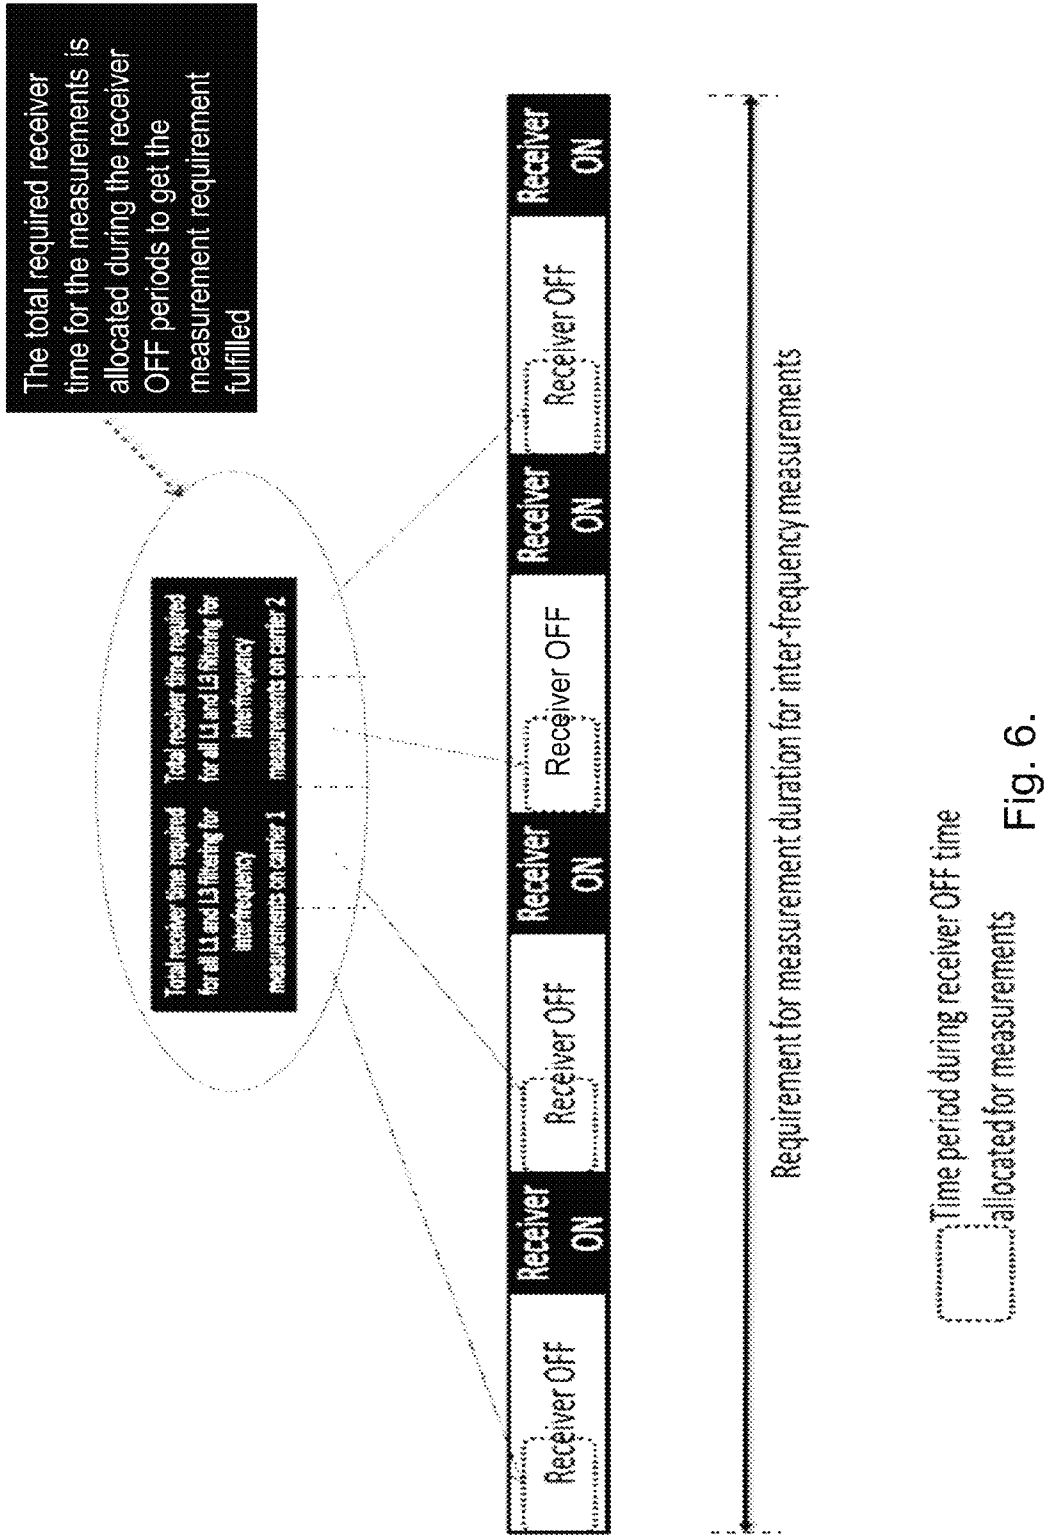 The total required receiver
time for the measurements is
allocated during the receiver
OFF periods to get the
measurement requirement
fulfilled
Total receiver time required
for all L1 and L3 filtering for
interfrequency
measurements on carrier 1
Total receiver time required
for all L1 and L3 filtering for
interfrequency
measurements on carrier 2
Receiver OFF
Receiver
ON
Receiver OFF
Receiver
ON
Receiver OFF
Receiver
ON
Receiver OFF
Receiver
ON
Requirement for measurement duration for inter-frequency measurements
Time period during receiver OFF time
allocated for measurements
Fig. 6.